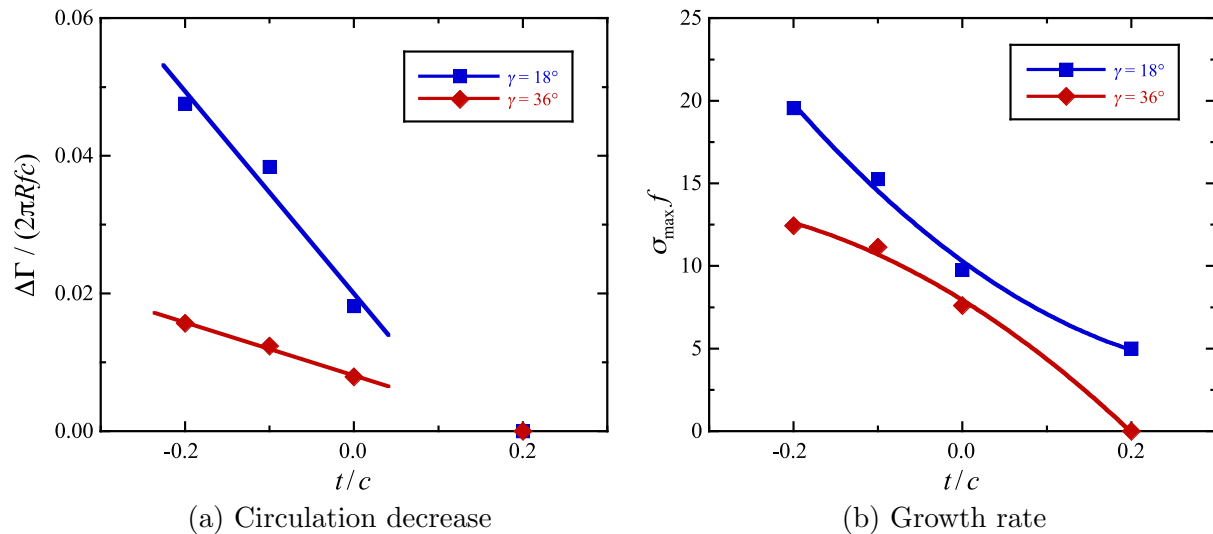 0.06
0.04
0.02
0.00
ΔΓ / (2πRfc)
γ = 18°
γ = 36°
-0.2 0.0 0.2
t / c
(a) Circulation decrease
25
20
15
10
5
0
σmax f
γ = 18°
γ = 36°
-0.2 0.0 0.2
t / c
(b) Growth rate